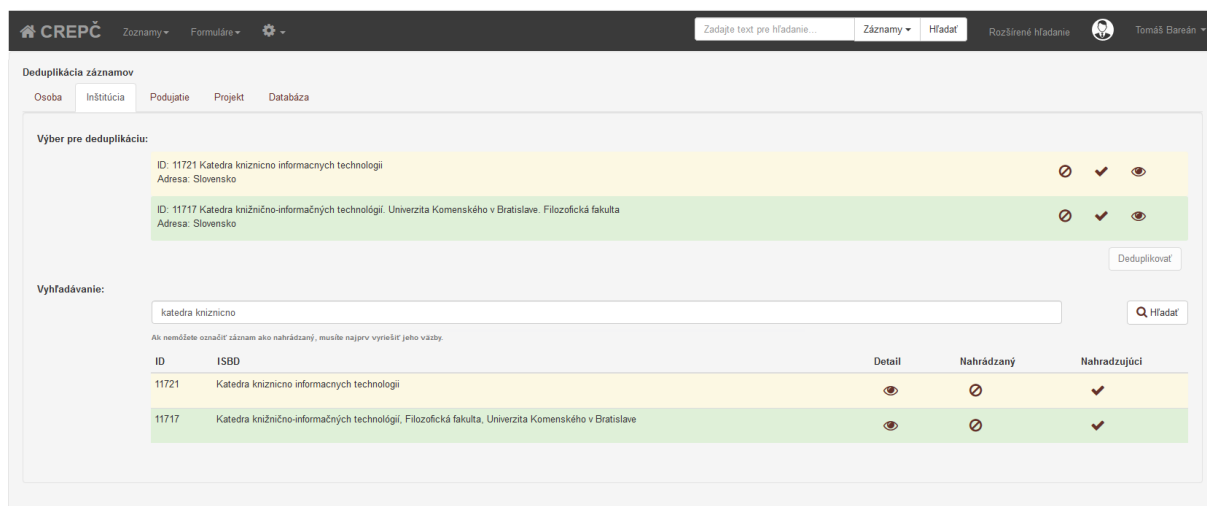 CREPČ Zoznamy Formuláre Zadajte text pre hľadanie... Záznamy Hľadať Rozšírené hľadanie Tomáš Bareán
Deduplikácia záznamov
Osoba Inštitúcia Podujatie Projekt Databáza
Výber pre deduplikáciu:
ID: 11721 Katedra kniznicno informacnych technologii
Adresa: Slovensko
ID: 11717 Katedra knižnično-informačných technológií. Univerzita Komenského v Bratislave. Filozofická fakulta
Adresa: Slovensko
Deduplikovať
Vyhľadávanie:
katedra kniznicno
Hľadať
Ak nemôžete označiť záznam ako nahrádzaný, musíte najprv vyriešiť jeho väzby.
ID ISBD Detail Nahrádzaný Nahradzujúci
11721 Katedra kniznicno informacnych technologii
11717 Katedra knižnično-informačných technológií, Filozofická fakulta, Univerzita Komenského v Bratislave